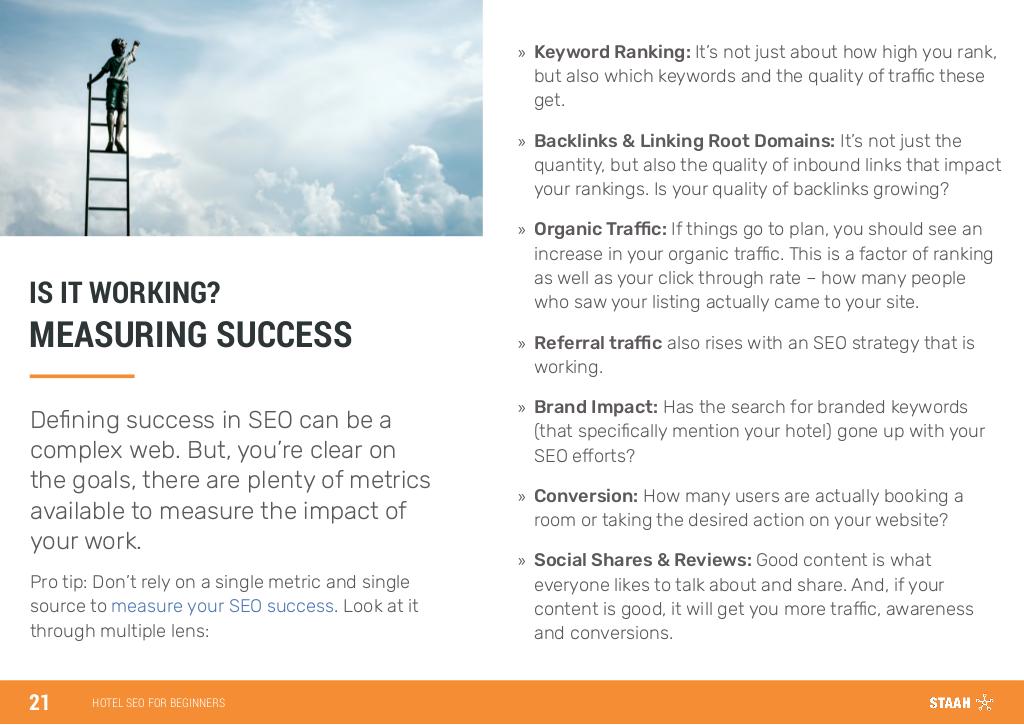 IS IT WORKING?
MEASURING SUCCESS
Defining success in SEO can be a
complex web. But, you're clear on
the goals, there are plenty of metrics
available to measure the impact of
your work.
Pro tip: Don't rely on a single metric and single
source to measure your SEO success. Look at it
through multiple lens:
» Keyword Ranking: It's not just about how high you rank,
but also which keywords and the quality of traffic these
get.
» Backlinks & Linking Root Domains: It's not just the
quantity, but also the quality of inbound links that impact
your rankings. Is your quality of backlinks growing?
» Organic Traffic: If things go to plan, you should see an
increase in your organic traffic. This is a factor of ranking
as well as your click through rate – how many people
who saw your listing actually came to your site.
» Referral traffic also rises with an SEO strategy that is
working.
» Brand Impact: Has the search for branded keywords
(that specifically mention your hotel) gone up with your
SEO efforts?
» Conversion: How many users are actually booking a
room or taking the desired action on your website?
» Social Shares & Reviews: Good content is what
everyone likes to talk about and share. And, if your
content is good, it will get you more traffic, awareness
and conversions.
21 HOTEL SEO FOR BEGINNERS
STAAH